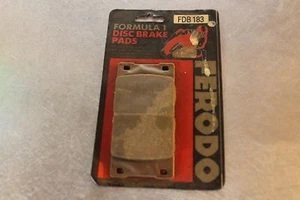 FORMULA 1
DISC BRAKE
PADS
FDB 183
FERODO